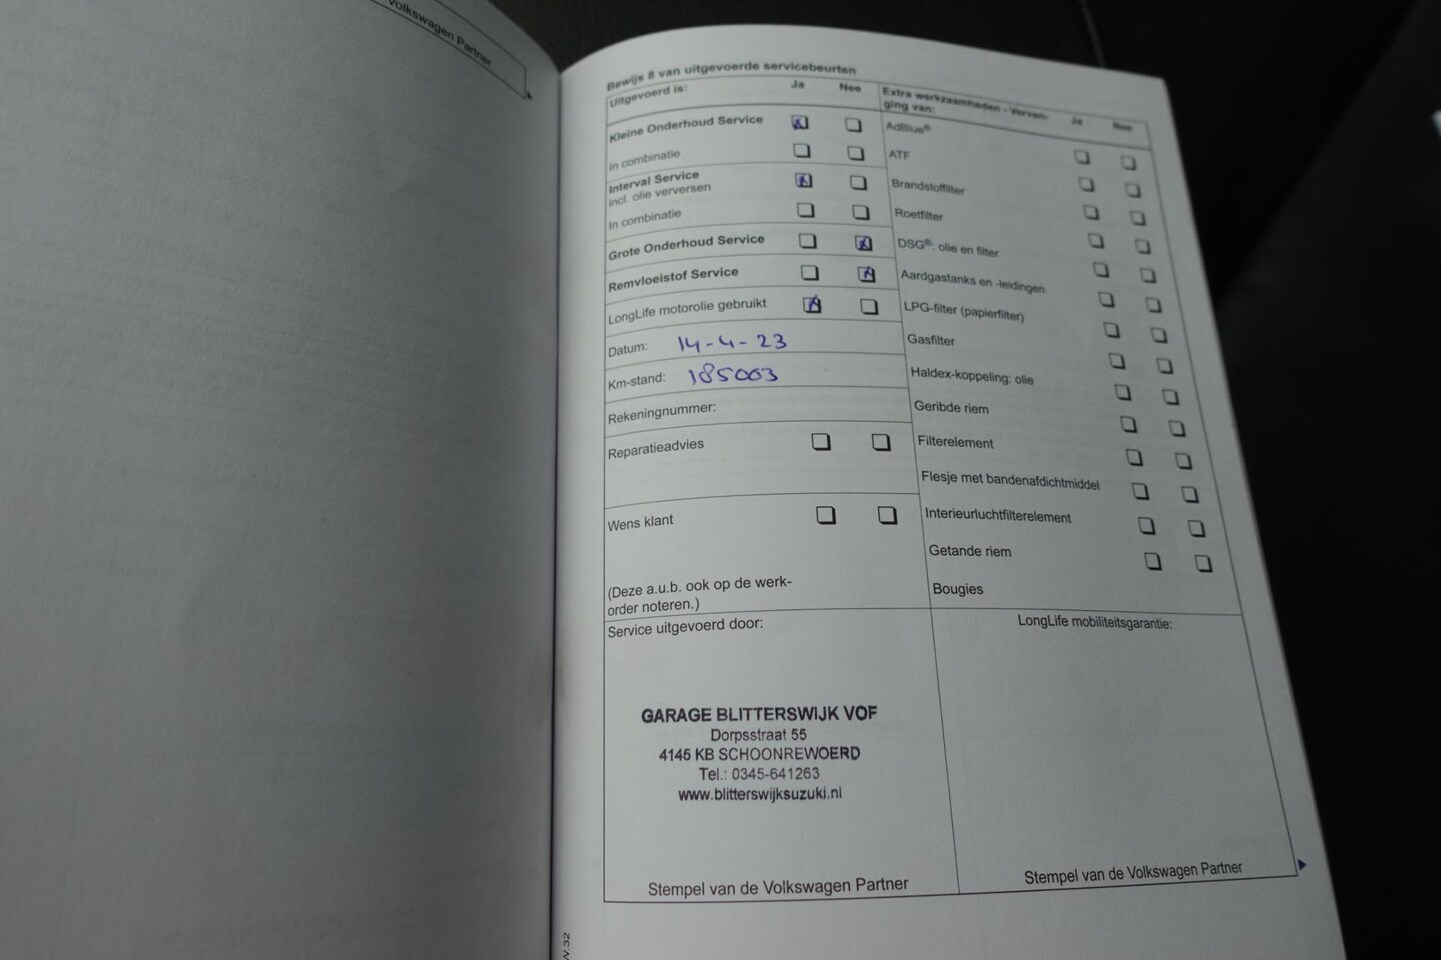 Volkswagen Partner
Bewijs 8 van uitgevoerde servicebeurten
Uitgevoerd is: Ja Nee
Kleine Onderhoud Service
In combinatie
Interval Service
incl. olie verversen
In combinatie
Grote Onderhoud Service
Remvloeistof Service
LongLife motorolie gebruikt
Datum: 14-4-23
Km-stand: 185003
Rekeningnummer:
Reparatieadvies
Wens klant
(Deze a.u.b. ook op de werk-
order noteren.)
Extra werkzaamheden - Vervan-
ging van: Ja Nee
AdBlue®
ATF
Brandstoffilter
Roetfilter
DSG®: olie en filter
Aardgastanks en -leidingen
LPG-filter (papierfilter)
Gasfilter
Haldex-koppeling: olie
Geribde riem
Filterelement
Flesje met bandenafdichtmiddel
Interieurluchtfilterelement
Getande riem
Bougies
Service uitgevoerd door:
GARAGE BLITTERSWIJK VOF
Dorpsstraat 55
4145 KB SCHOONREWOERD
Tel.: 0345-641263
www.blitterswijksuzuki.nl
Stempel van de Volkswagen Partner
LongLife mobiliteitsgarantie:
Stempel van de Volkswagen Partner